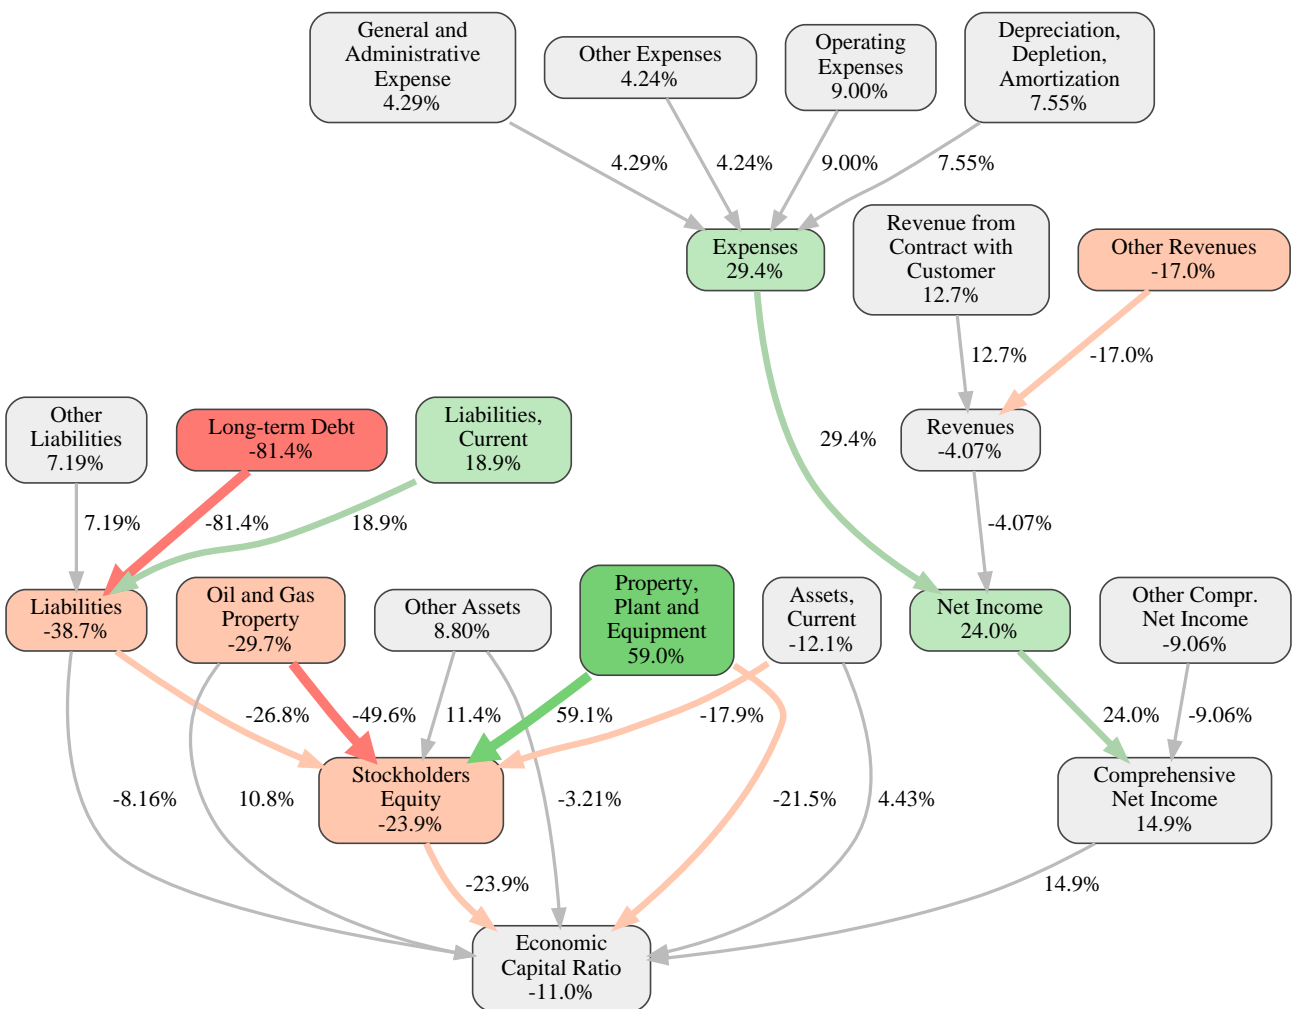 General and
Administrative
Expense
4.29%
Other Expenses
4.24%
Operating
Expenses
9.00%
Depreciation,
Depletion,
Amortization
7.55%
4.29%
4.24%
9.00%
7.55%
Expenses
29.4%
Revenue from
Contract with
Customer
12.7%
Other Revenues
-17.0%
12.7%
-17.0%
Other
Liabilities
7.19%
Long-term Debt
-81.4%
Liabilities,
Current
18.9%
29.4%
Revenues
-4.07%
7.19%
-81.4%
18.9%
-4.07%
Liabilities
-38.7%
Oil and Gas
Property
-29.7%
Other Assets
8.80%
Property,
Plant and
Equipment
59.0%
Assets,
Current
-12.1%
Net Income
24.0%
Other Compr.
Net Income
-9.06%
-26.8%
-49.6%
11.4%
59.1%
-17.9%
24.0%
-9.06%
-8.16%
10.8%
Stockholders
Equity
-23.9%
-3.21%
-21.5%
4.43%
Comprehensive
Net Income
14.9%
-23.9%
14.9%
Economic
Capital Ratio
-11.0%